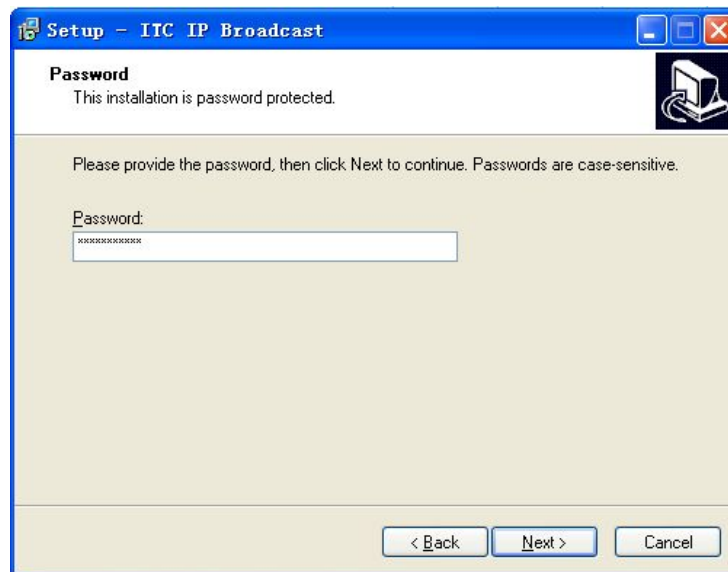 Setup - ITC IP Broadcast
Password
This installation is password protected.
Please provide the password, then click Next to continue. Passwords are case-sensitive.
Password:
***********
< Back Next > Cancel